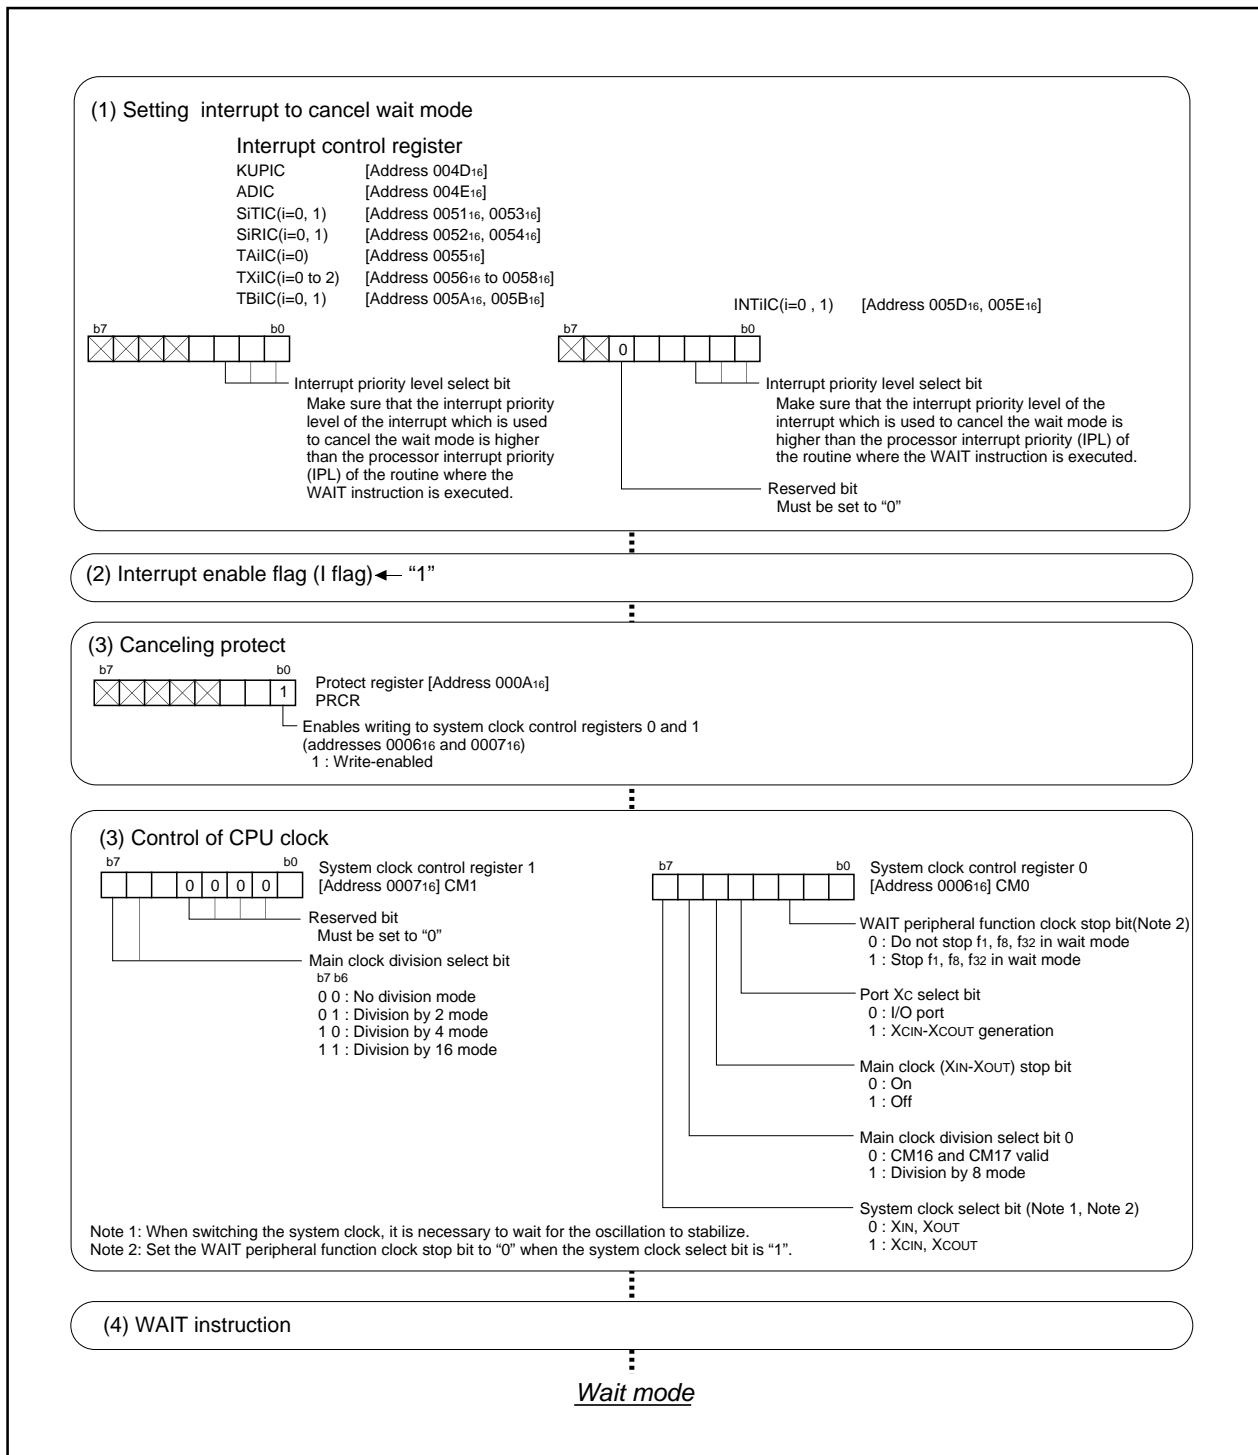 (1) Setting interrupt to cancel wait mode
Interrupt control register
KUPIC [Address 004D16]
ADIC [Address 004E16]
SiTIC(i=0, 1) [Address 005116, 005316]
SiRIC(i=0, 1) [Address 005216, 005416]
TAiIC(i=0) [Address 005516]
TXiIC(i=0 to 2) [Address 005616 to 005816]
TBiIC(i=0, 1) [Address 005A16, 005B16]
b7 b0
Interrupt priority level select bit
Make sure that the interrupt priority
level of the interrupt which is used
to cancel the wait mode is higher
than the processor interrupt priority
(IPL) of the routine where the
WAIT instruction is executed.
INTiIC(i=0 , 1) [Address 005D16, 005E16]
b7 b0
0
Interrupt priority level select bit
Make sure that the interrupt priority level of the
interrupt which is used to cancel the wait mode is
higher than the processor interrupt priority (IPL) of
the routine where the WAIT instruction is executed.
Reserved bit
Must be set to “0”
(2) Interrupt enable flag (I flag) ← “1”
(3) Canceling protect
b7 b0
1
Protect register [Address 000A16]
PRCR
Enables writing to system clock control registers 0 and 1
(addresses 000616 and 000716)
1 : Write-enabled
(3) Control of CPU clock
b7 b0
0 0 0 0
System clock control register 1
[Address 000716] CM1
Reserved bit
Must be set to “0”
Main clock division select bit
b7 b6
0 0 : No division mode
0 1 : Division by 2 mode
1 0 : Division by 4 mode
1 1 : Division by 16 mode
b7 b0
System clock control register 0
[Address 000616] CM0
WAIT peripheral function clock stop bit(Note 2)
0 : Do not stop f1, f8, f32 in wait mode
1 : Stop f1, f8, f32 in wait mode
Port XC select bit
0 : I/O port
1 : XCIN-XCOUT generation
Main clock (XIN-XOUT) stop bit
0 : On
1 : Off
Main clock division select bit 0
0 : CM16 and CM17 valid
1 : Division by 8 mode
System clock select bit (Note 1, Note 2)
0 : XIN, XOUT
1 : XCIN, XCOUT
Note 1: When switching the system clock, it is necessary to wait for the oscillation to stabilize.
Note 2: Set the WAIT peripheral function clock stop bit to “0” when the system clock select bit is “1”.
(4) WAIT instruction
Wait mode